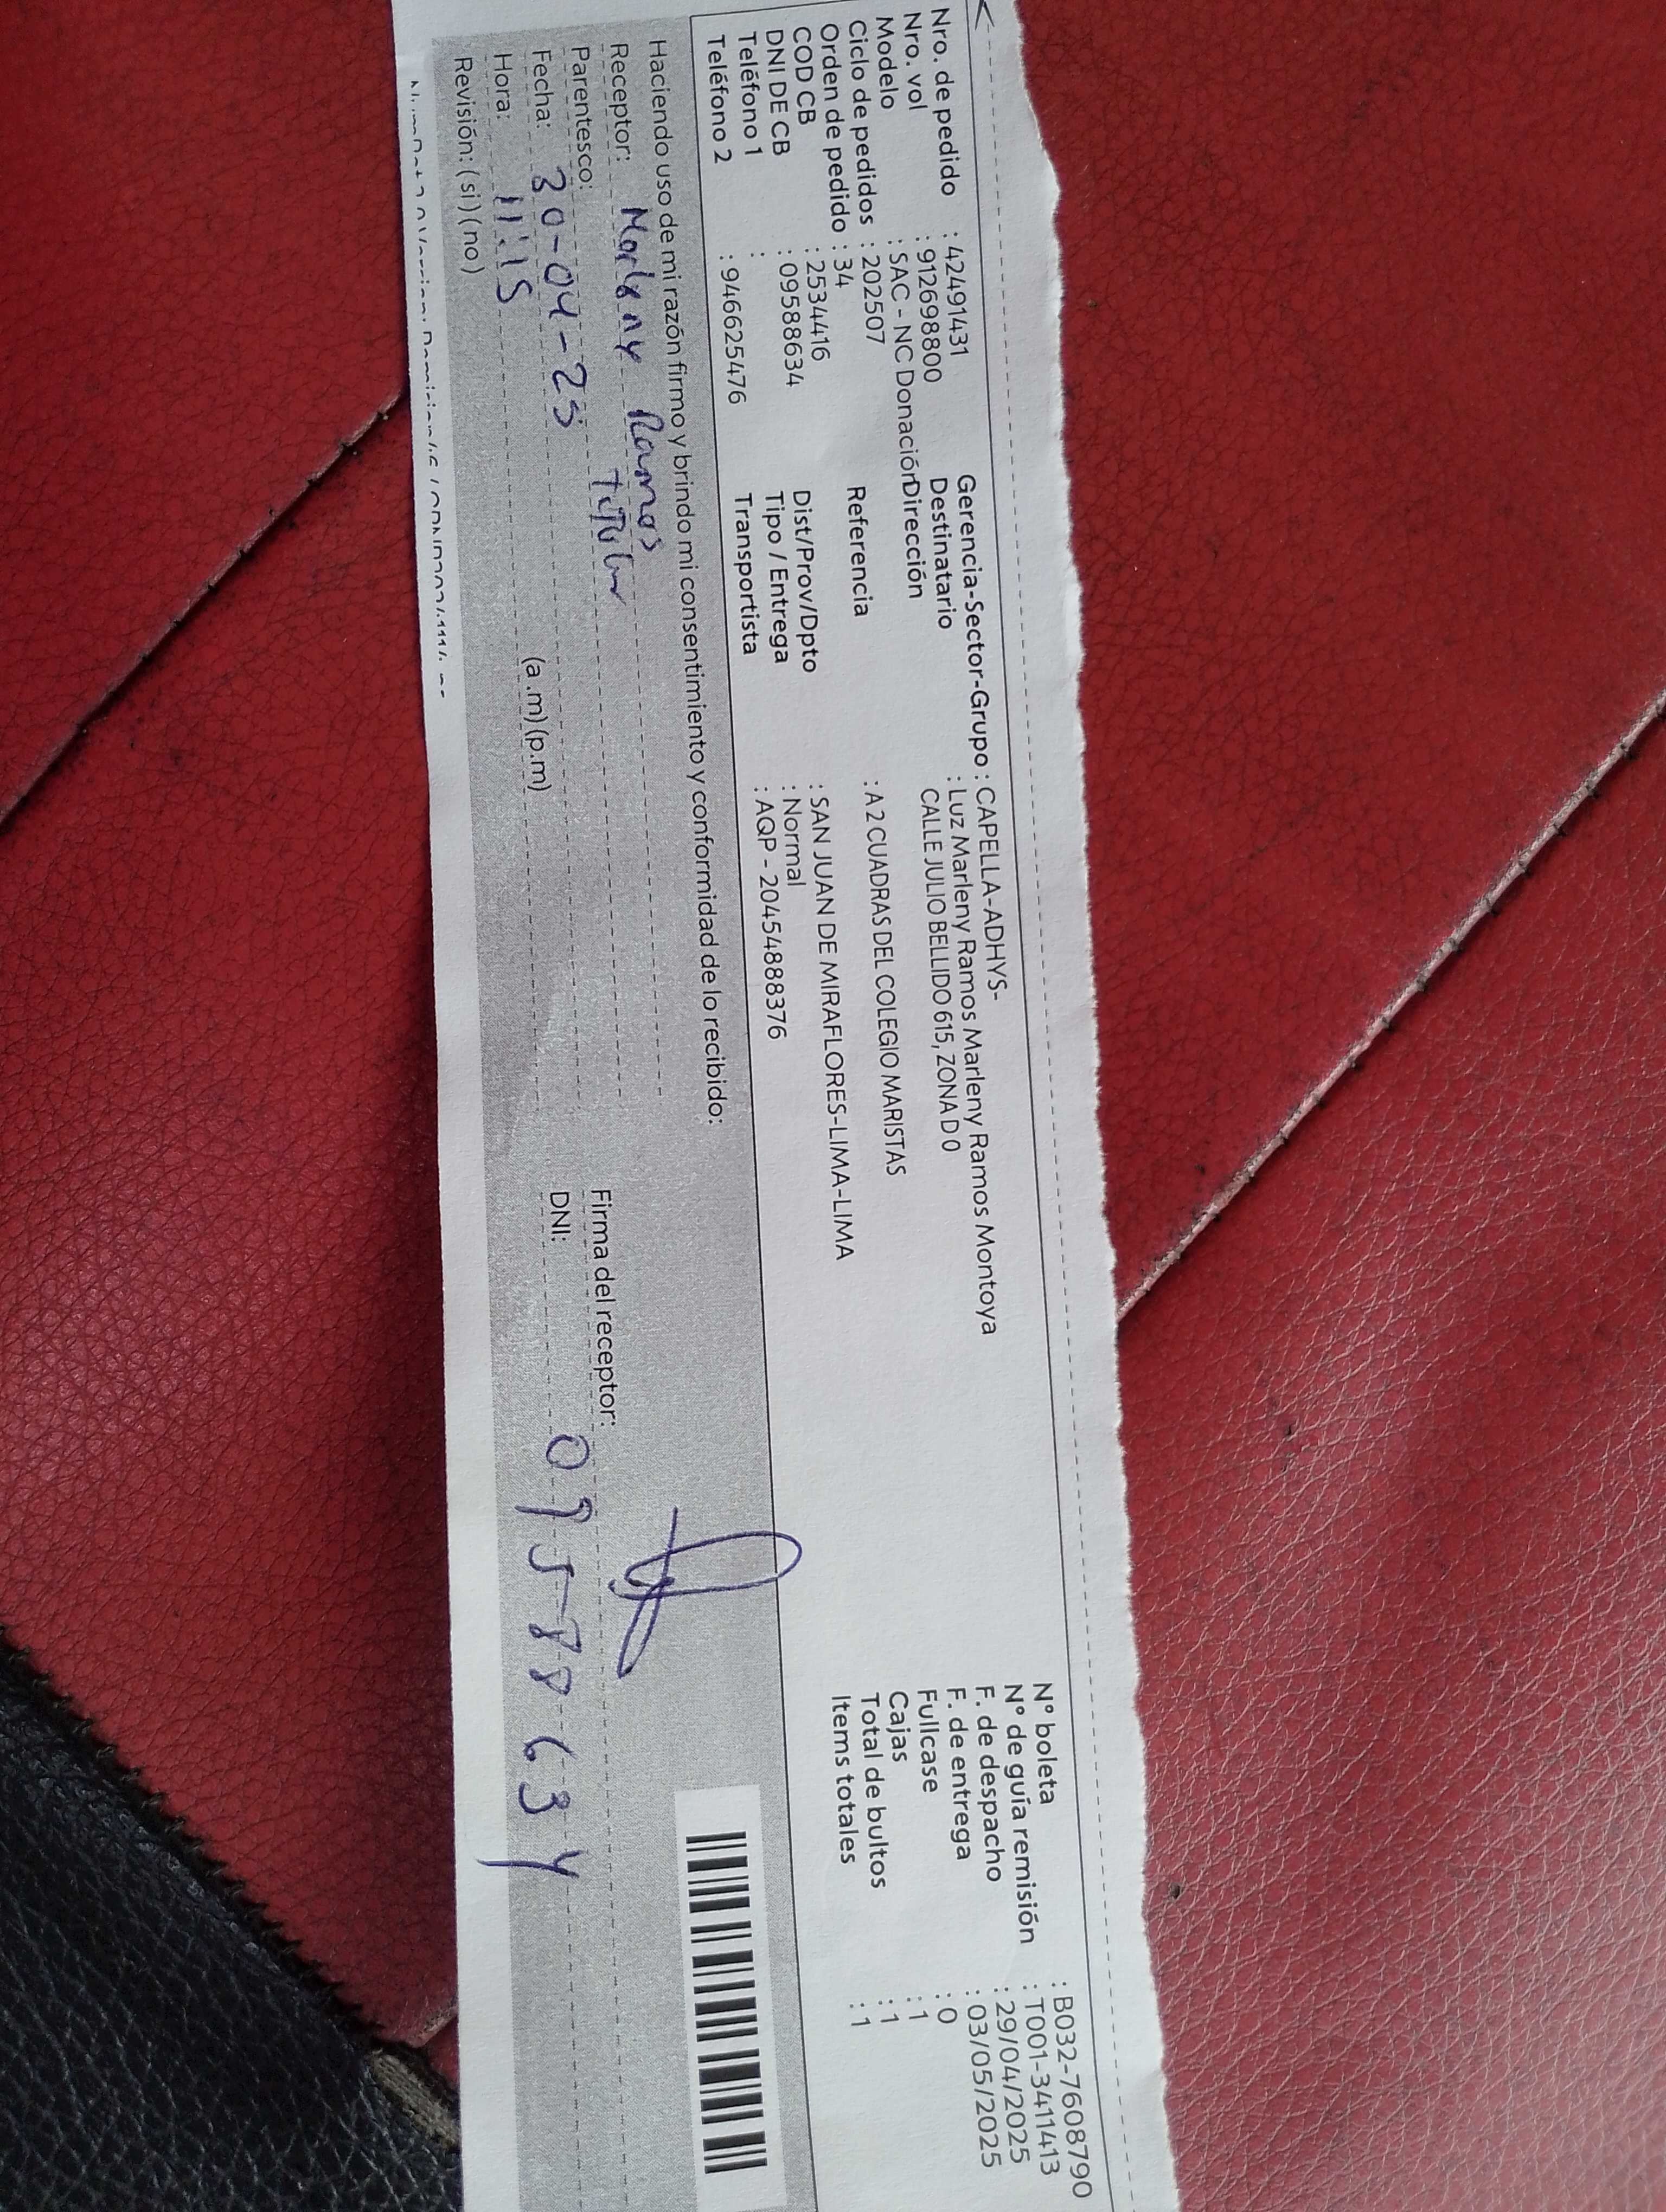 Nro. de pedido : 42491431
Nro. vol : 912698800
Modelo : SAC - NC Donación
Ciclo de pedidos : 202507
Orden de pedido : 34
COD CB : 2534416
DNI DE CB : 09588634
Teléfono 1 :
Teléfono 2 : 946625476
Gerencia-Sector-Grupo : CAPELLA-ADHYS-
Destinatario : Luz Marleny Ramos Marleny Ramos Montoya
Dirección CALLE JULIO BELLIDO 615, ZONA D 0
Referencia : A 2 CUADRAS DEL COLEGIO MARISTAS
Dist/Prov/Dpto : SAN JUAN DE MIRAFLORES-LIMA-LIMA
Tipo / Entrega : Normal
Transportista : AQP - 20454888376
N° boleta : B032-7608790
N° de guía remisión : T001-3411413
F. de despacho : 29/04/2025
F. de entrega : 03/05/2025
Fullcase : 0
Cajas : 1
Total de bultos : 1
Items totales : 1
Haciendo uso de mi razón firmo y brindo mi consentimiento y conformidad de lo recibido:
Receptor: Marleny Ramos
Parentesco: Titular
Fecha: 30-04-25
Hora: 11:15 (a.m) (p.m)
Revisión: ( si ) ( no )
Firma del receptor:
DNI: 09588634